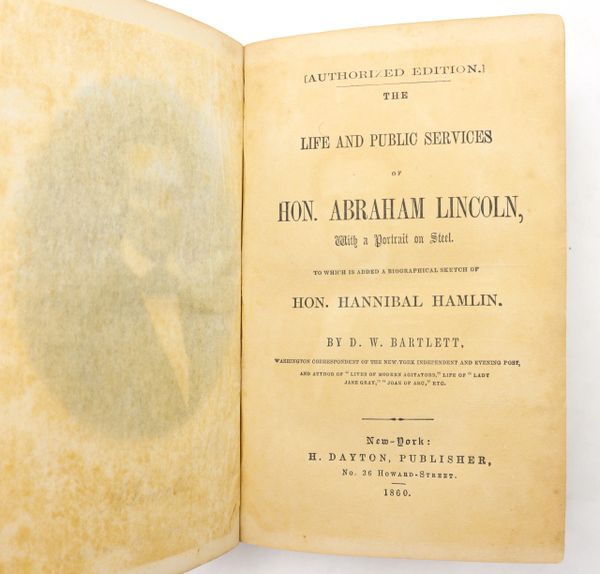 [AUTHORIZED EDITION.]
THE
LIFE AND PUBLIC SERVICES
OF
HON. ABRAHAM LINCOLN,
With a Portrait on Steel.
TO WHICH IS ADDED A BIOGRAPHICAL SKETCH OF
HON. HANNIBAL HAMLIN.
BY D. W. BARTLETT,
WASHINGTON CORRESPONDENT OF THE NEW-YORK INDEPENDENT AND EVENING POST,
AND AUTHOR OF "LIVES OF MODERN AGITATORS," LIFE OF "LADY
JANE GRAY," "JOAN OF ARC," ETC.
New-York:
H. DAYTON, PUBLISHER,
No. 36 Howard-Street.
1860.